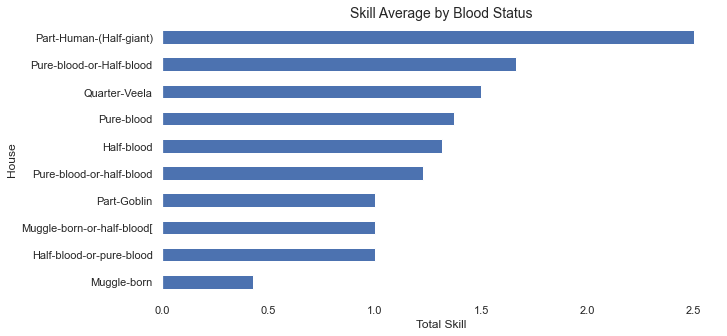 Skill Average by Blood Status
Part-Human-(Half-giant)
Pure-blood-or-Half-blood
Quarter-Veela
Pure-blood
Half-blood
Pure-blood-or-half-blood
Part-Goblin
Muggle-born-or-half-blood[
Half-blood-or-pure-blood
Muggle-born
House
0.0 0.5 1.0 1.5 2.0 2.5
Total Skill